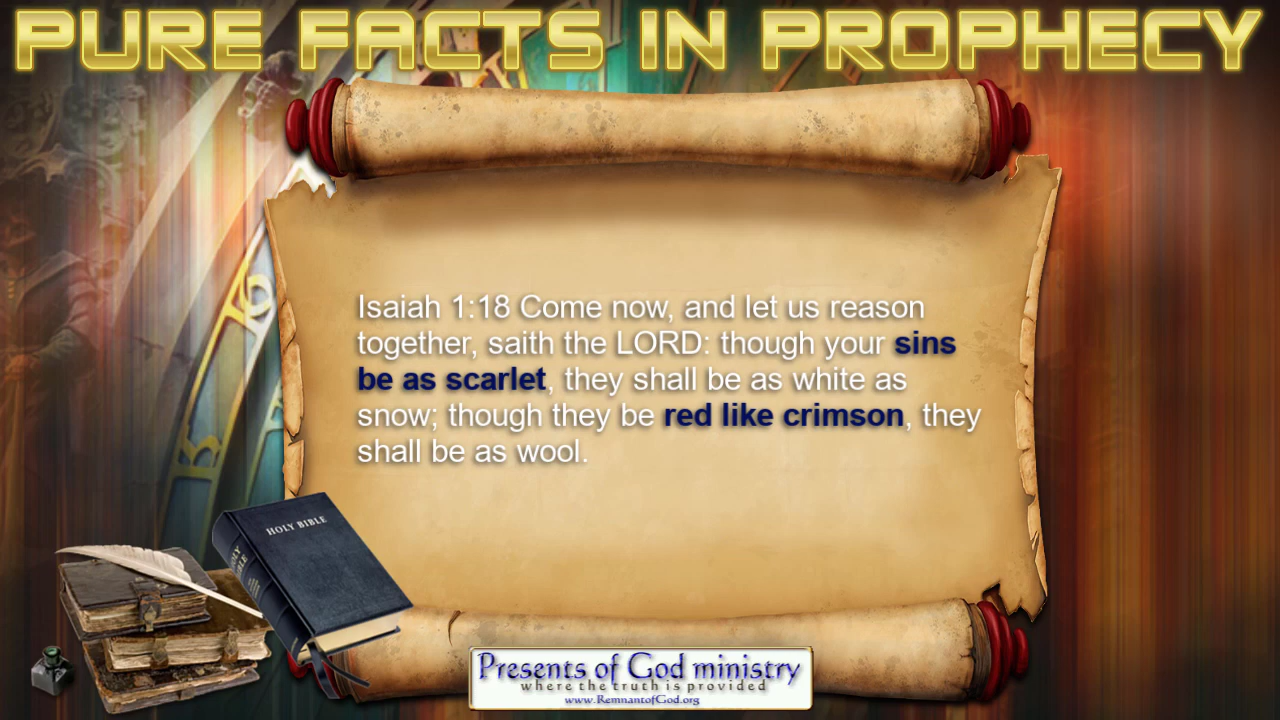 PURE FACTS IN PROPHECY
Isaiah 1:18 Come now, and let us reason
together, saith the LORD: though your sins
be as scarlet, they shall be as white as
snow; though they be red like crimson, they
shall be as wool.
HOLY BIBLE
HOLY BIBLE
Presents of God ministry
where the truth is provided
www.RemnantofGod.org